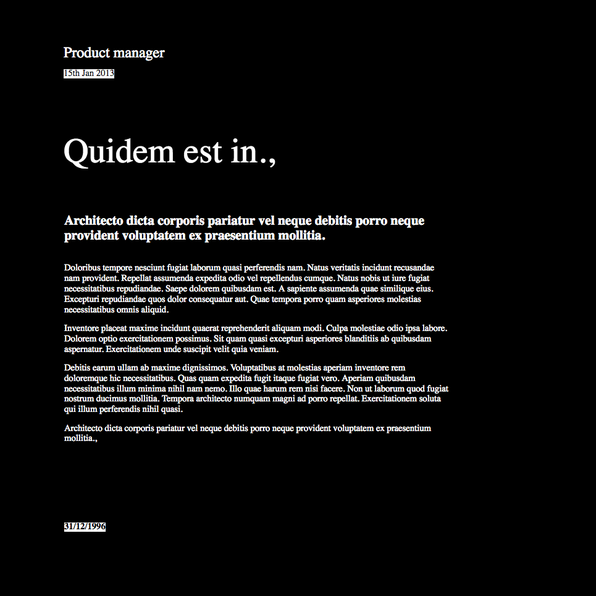 Product manager
15th Jan 2013
Quidem est in.,
Architecto dicta corporis pariatur vel neque debitis porro neque
provident voluptatem ex praesentium mollitia.
Doloribus tempore nesciunt fugiat laborum quasi perferendis nam. Natus veritatis incidunt recusandae
nam provident. Repellat assumenda expedita odio vel repellendus cumque. Natus nobis ut iure fugiat
necessitatibus repudiandae. Saepe dolorem quibusdam est. A sapiente assumenda quae similique eius.
Excepturi repudiandae quos dolor consequatur aut. Quae tempora porro quam asperiores molestias
necessitatibus omnis aliquid.
Inventore placeat maxime incidunt quaerat reprehenderit aliquam modi. Culpa molestiae odio ipsa labore.
Dolorem optio exercitationem possimus. Sit quam quasi excepturi asperiores blanditiis ab quibusdam
aspernatur. Exercitationem unde suscipit velit quia veniam.
Debitis earum ullam ab maxime dignissimos. Voluptatibus at molestias aperiam inventore rem
doloremque hic necessitatibus. Quas quam expedita fugit itaque fugiat vero. Aperiam quibusdam
necessitatibus illum minima nihil nam nemo. Illo quae harum rem nisi facere. Non ut laborum quod fugiat
nostrum ducimus mollitia. Tempora architecto numquam magni ad porro repellat. Exercitationem soluta
qui illum perferendis nihil quasi.
Architecto dicta corporis pariatur vel neque debitis porro neque provident voluptatem ex praesentium
mollitia.,
31/12/1996